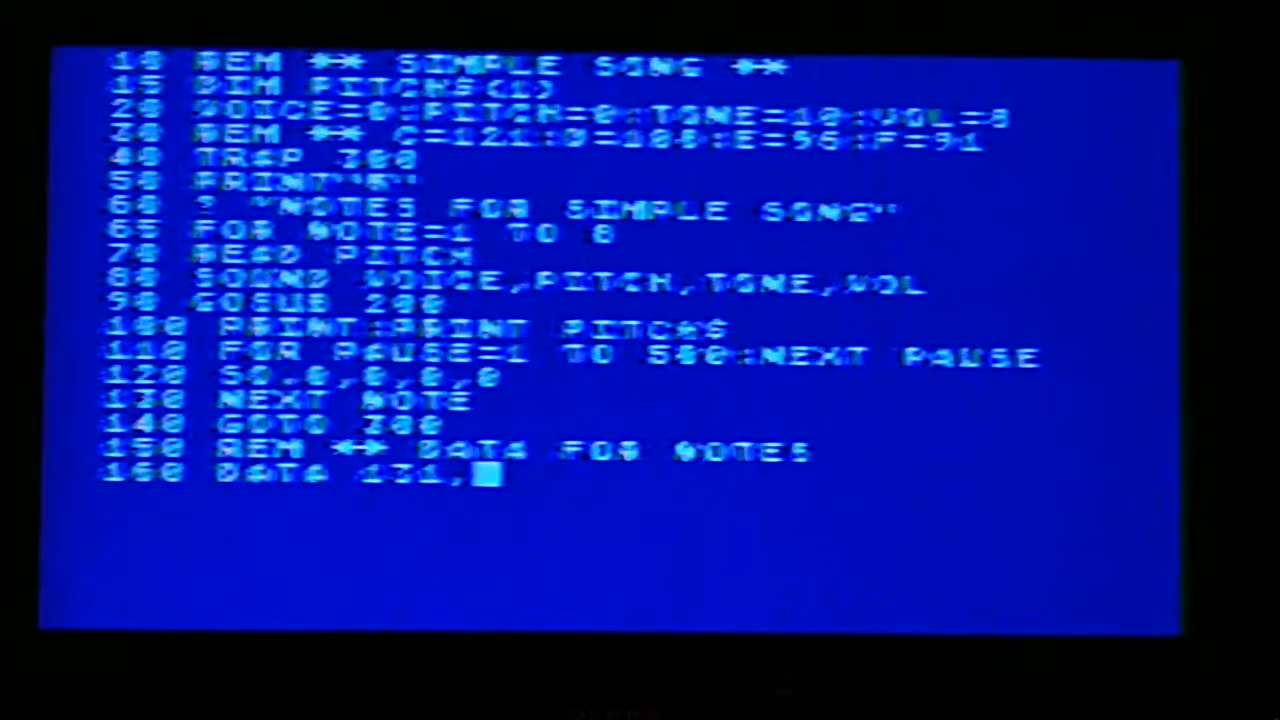 10 REM ** SIMPLE SONG **
15 DIM PITCH$(1)
20 VOICE=0:PITCH=0:TONE=10:VOL=8
30 REM ** C=121:D=108:E=96:F=91
40 TRAP 300
50 PRINT"
60 ? "NOTES FOR SIMPLE SONG"
65 FOR NOTE=1 TO 8
70 READ PITCH
80 SOUND VOICE,PITCH,TONE,VOL
90 GOSUB 200
100 PRINT:PRINT PITCH$
110 FOR PAUSE=1 TO 500:NEXT PAUSE
120 SO.0,0,0,0
130 NEXT NOTE
140 GOTO 300
150 REM ** DATA FOR NOTES
160 DATA 131,